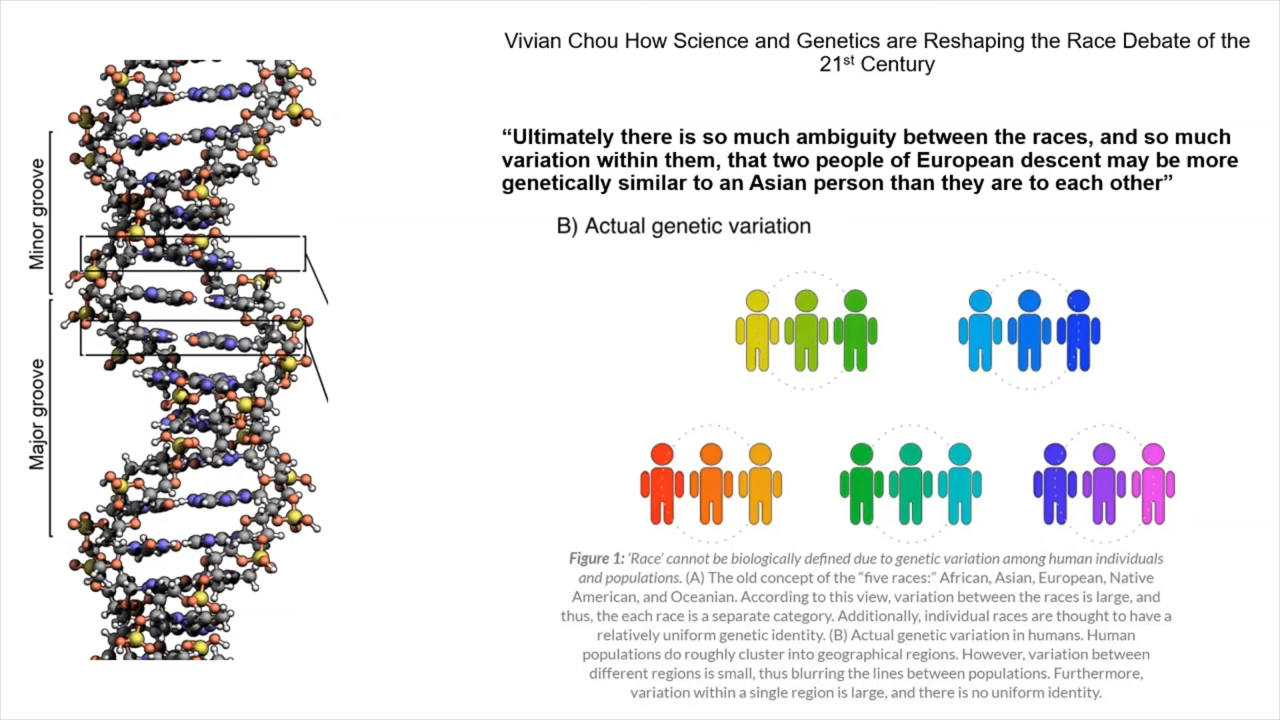 Vivian Chou How Science and Genetics are Reshaping the Race Debate of the
21st Century
“Ultimately there is so much ambiguity between the races, and so much
variation within them, that two people of European descent may be more
genetically similar to an Asian person than they are to each other”
B) Actual genetic variation
Minor groove
Major groove
Figure 1: ‘Race’ cannot be biologically defined due to genetic variation among human individuals
and populations. (A) The old concept of the “five races:” African, Asian, European, Native
American, and Oceanian. According to this view, variation between the races is large, and
thus, the each race is a separate category. Additionally, individual races are thought to have a
relatively uniform genetic identity. (B) Actual genetic variation in humans. Human
populations do roughly cluster into geographical regions. However, variation between
different regions is small, thus blurring the lines between populations. Furthermore,
variation within a single region is large, and there is no uniform identity.